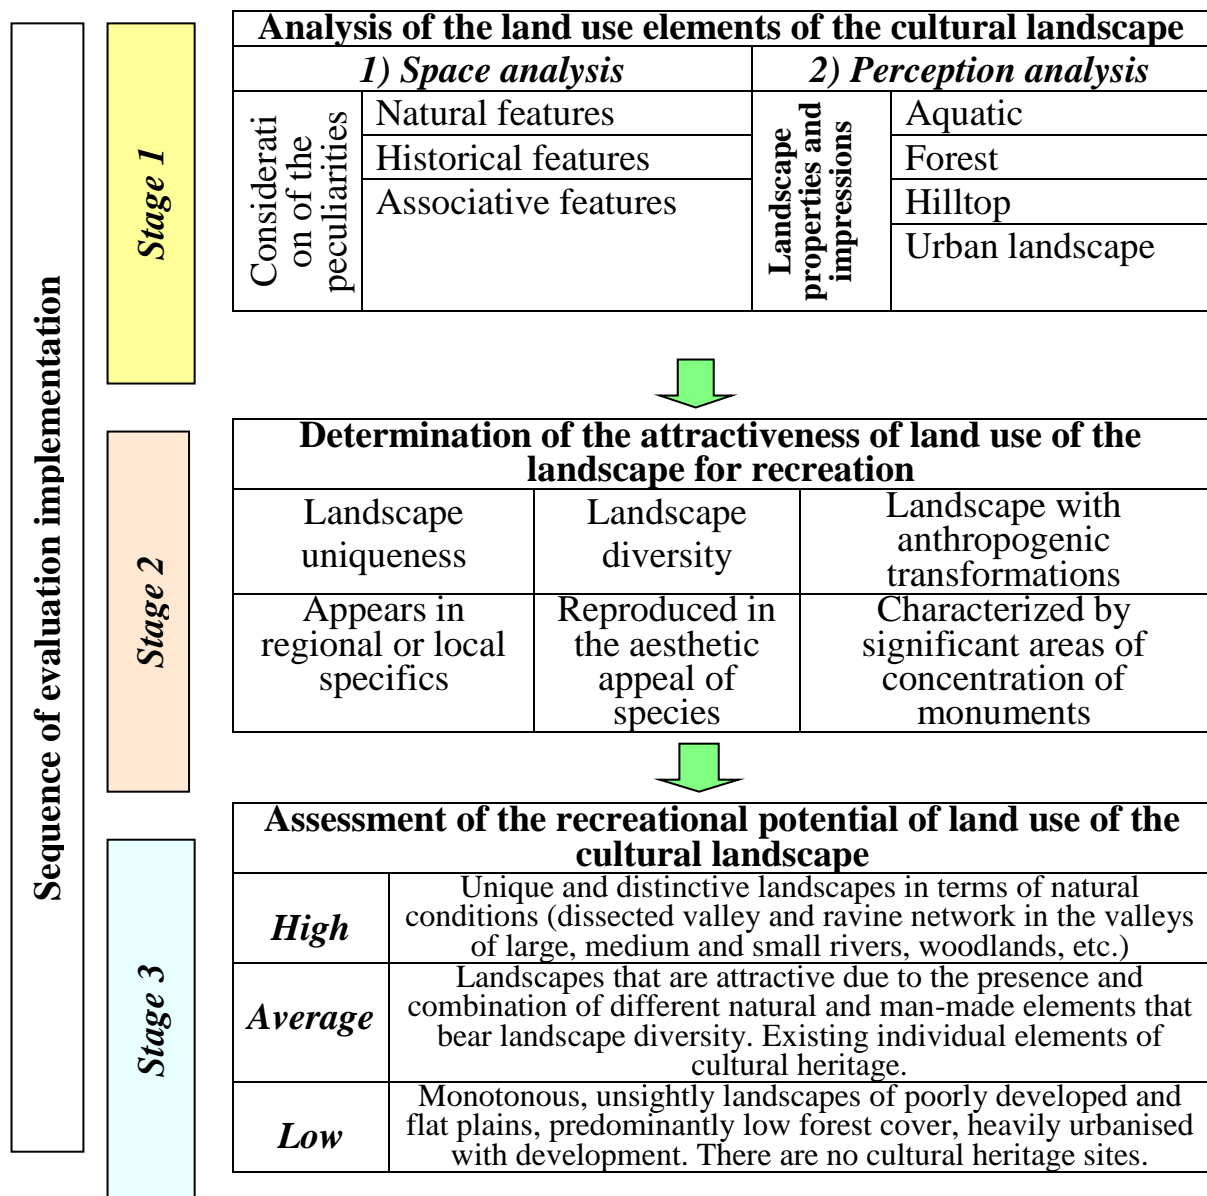 Sequence of evaluation implementation
Stage 1
Analysis of the land use elements of the cultural landscape
1) Space analysis
2) Perception analysis
Considerati
on of the
peculiarities
Natural features
Historical features
Associative features
Landscape
properties and
impressions
Aquatic
Forest
Hilltop
Urban landscape
Stage 2
Determination of the attractiveness of land use of the
landscape for recreation
Landscape
uniqueness
Landscape
diversity
Landscape with
anthropogenic
transformations
Appears in
regional or local
specifics
Reproduced in
the aesthetic
appeal of
species
Characterized by
significant areas of
concentration of
monuments
Stage 3
Assessment of the recreational potential of land use of the
cultural landscape
High
Unique and distinctive landscapes in terms of natural
conditions (dissected valley and ravine network in the valleys
of large, medium and small rivers, woodlands, etc.)
Average
Landscapes that are attractive due to the presence and
combination of different natural and man-made elements that
bear landscape diversity. Existing individual elements of
cultural heritage.
Low
Monotonous, unsightly landscapes of poorly developed and
flat plains, predominantly low forest cover, heavily urbanised
with development. There are no cultural heritage sites.